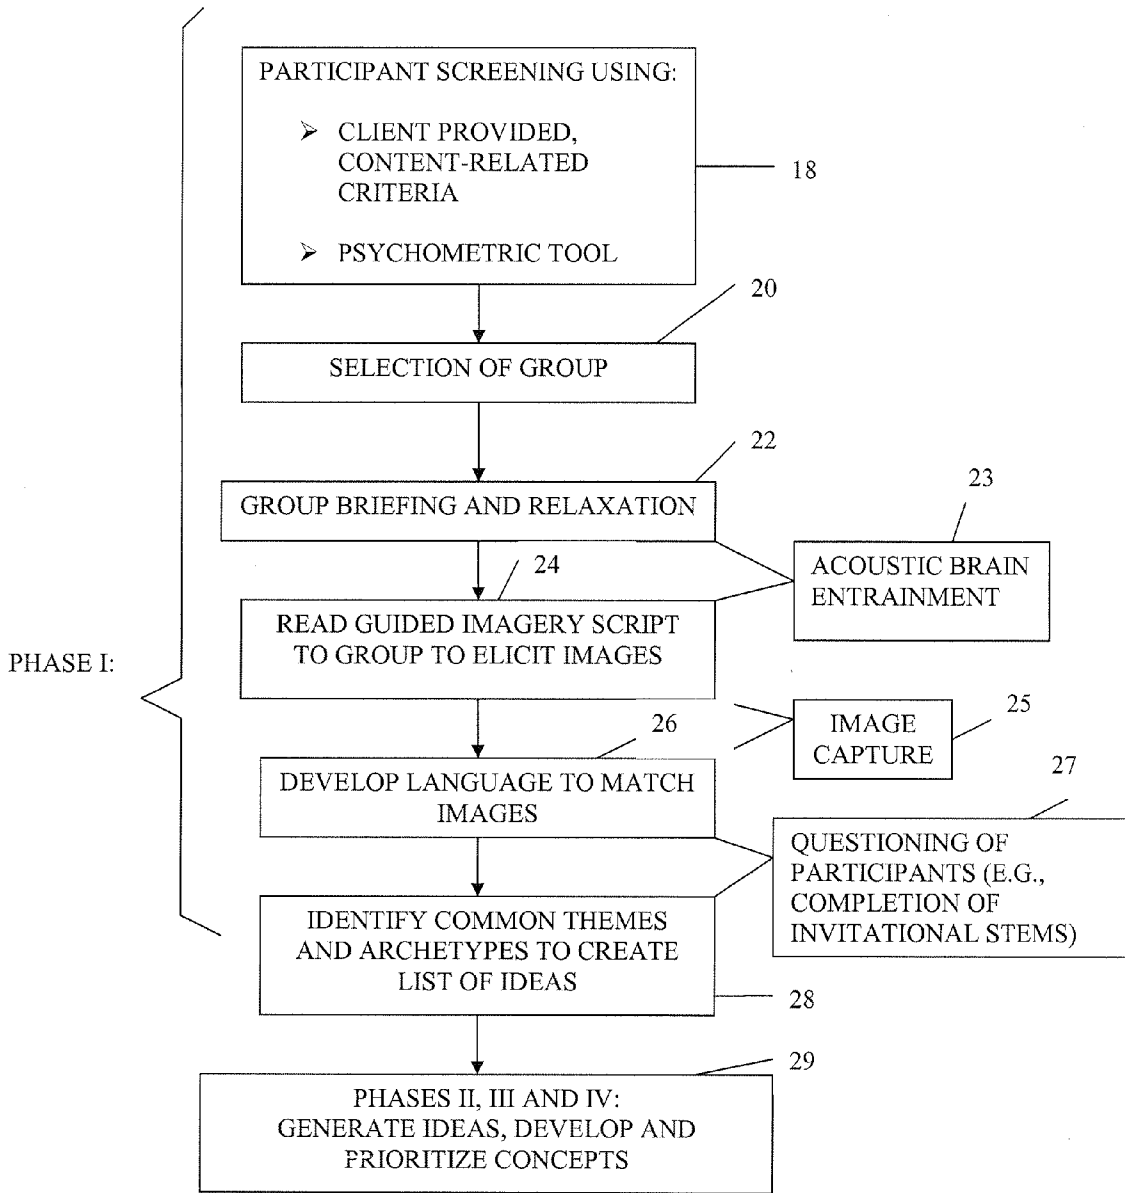 PARTICIPANT SCREENING USING:
➢ CLIENT PROVIDED,
CONTENT-RELATED
CRITERIA
➢ PSYCHOMETRIC TOOL
18
20
SELECTION OF GROUP
22
GROUP BRIEFING AND RELAXATION
23
ACOUSTIC BRAIN
ENTRAINMENT
24
READ GUIDED IMAGERY SCRIPT
TO GROUP TO ELICIT IMAGES
PHASE I:
25
IMAGE
CAPTURE
26
DEVELOP LANGUAGE TO MATCH
IMAGES
27
QUESTIONING OF
PARTICIPANTS (E.G.,
COMPLETION OF
INVITATIONAL STEMS)
IDENTIFY COMMON THEMES
AND ARCHETYPES TO CREATE
LIST OF IDEAS
28
29
PHASES II, III AND IV:
GENERATE IDEAS, DEVELOP AND
PRIORITIZE CONCEPTS